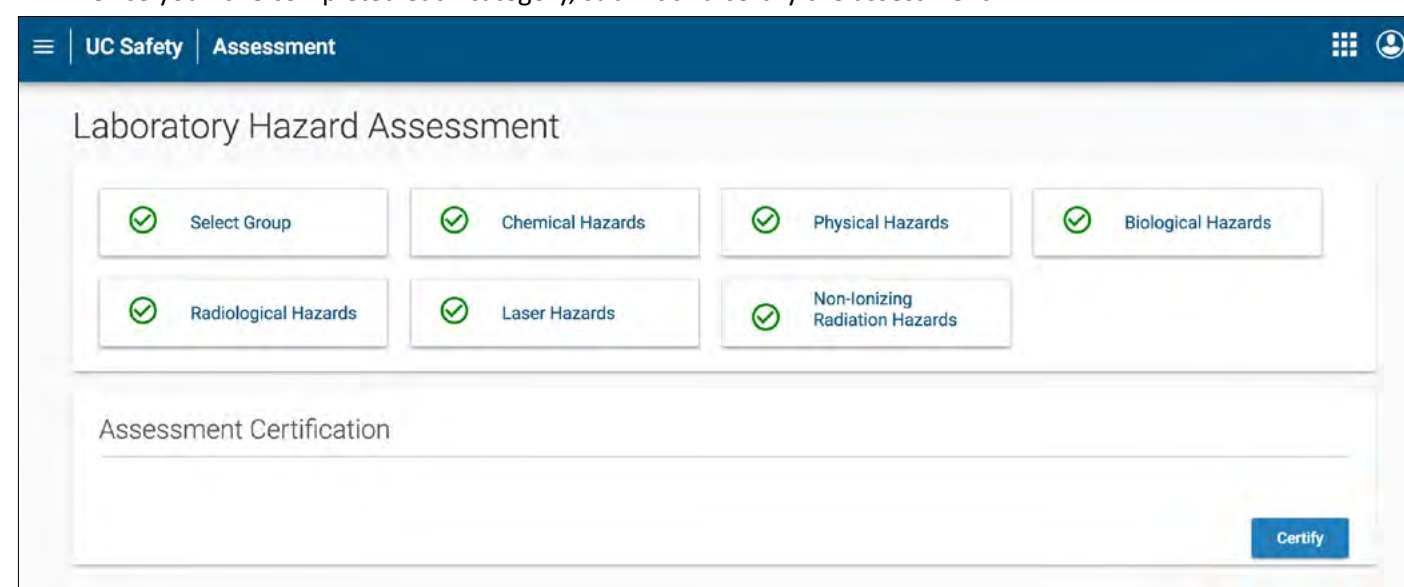 UC Safety Assessment
Laboratory Hazard Assessment
Select Group
Chemical Hazards
Physical Hazards
Biological Hazards
Radiological Hazards
Laser Hazards
Non-Ionizing
Radiation Hazards
Assessment Certification
Certify